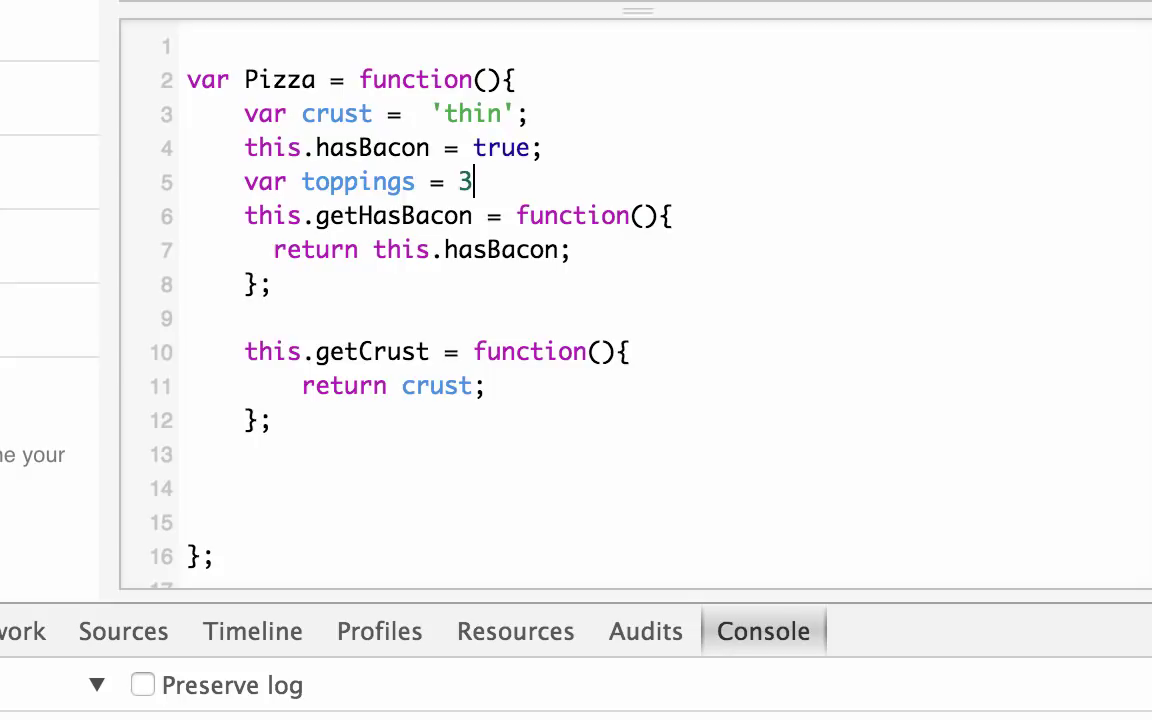 1
2 var Pizza = function(){
3 var crust =  'thin';
4 this.hasBacon = true;
5 var toppings = 3
6 this.getHasBacon = function(){
7 return this.hasBacon;
8 };
9
10 this.getCrust = function(){
11 return crust;
12 };
13
he your
14
15
16 };
17
work Sources Timeline Profiles Resources Audits Console
▼ Preserve log